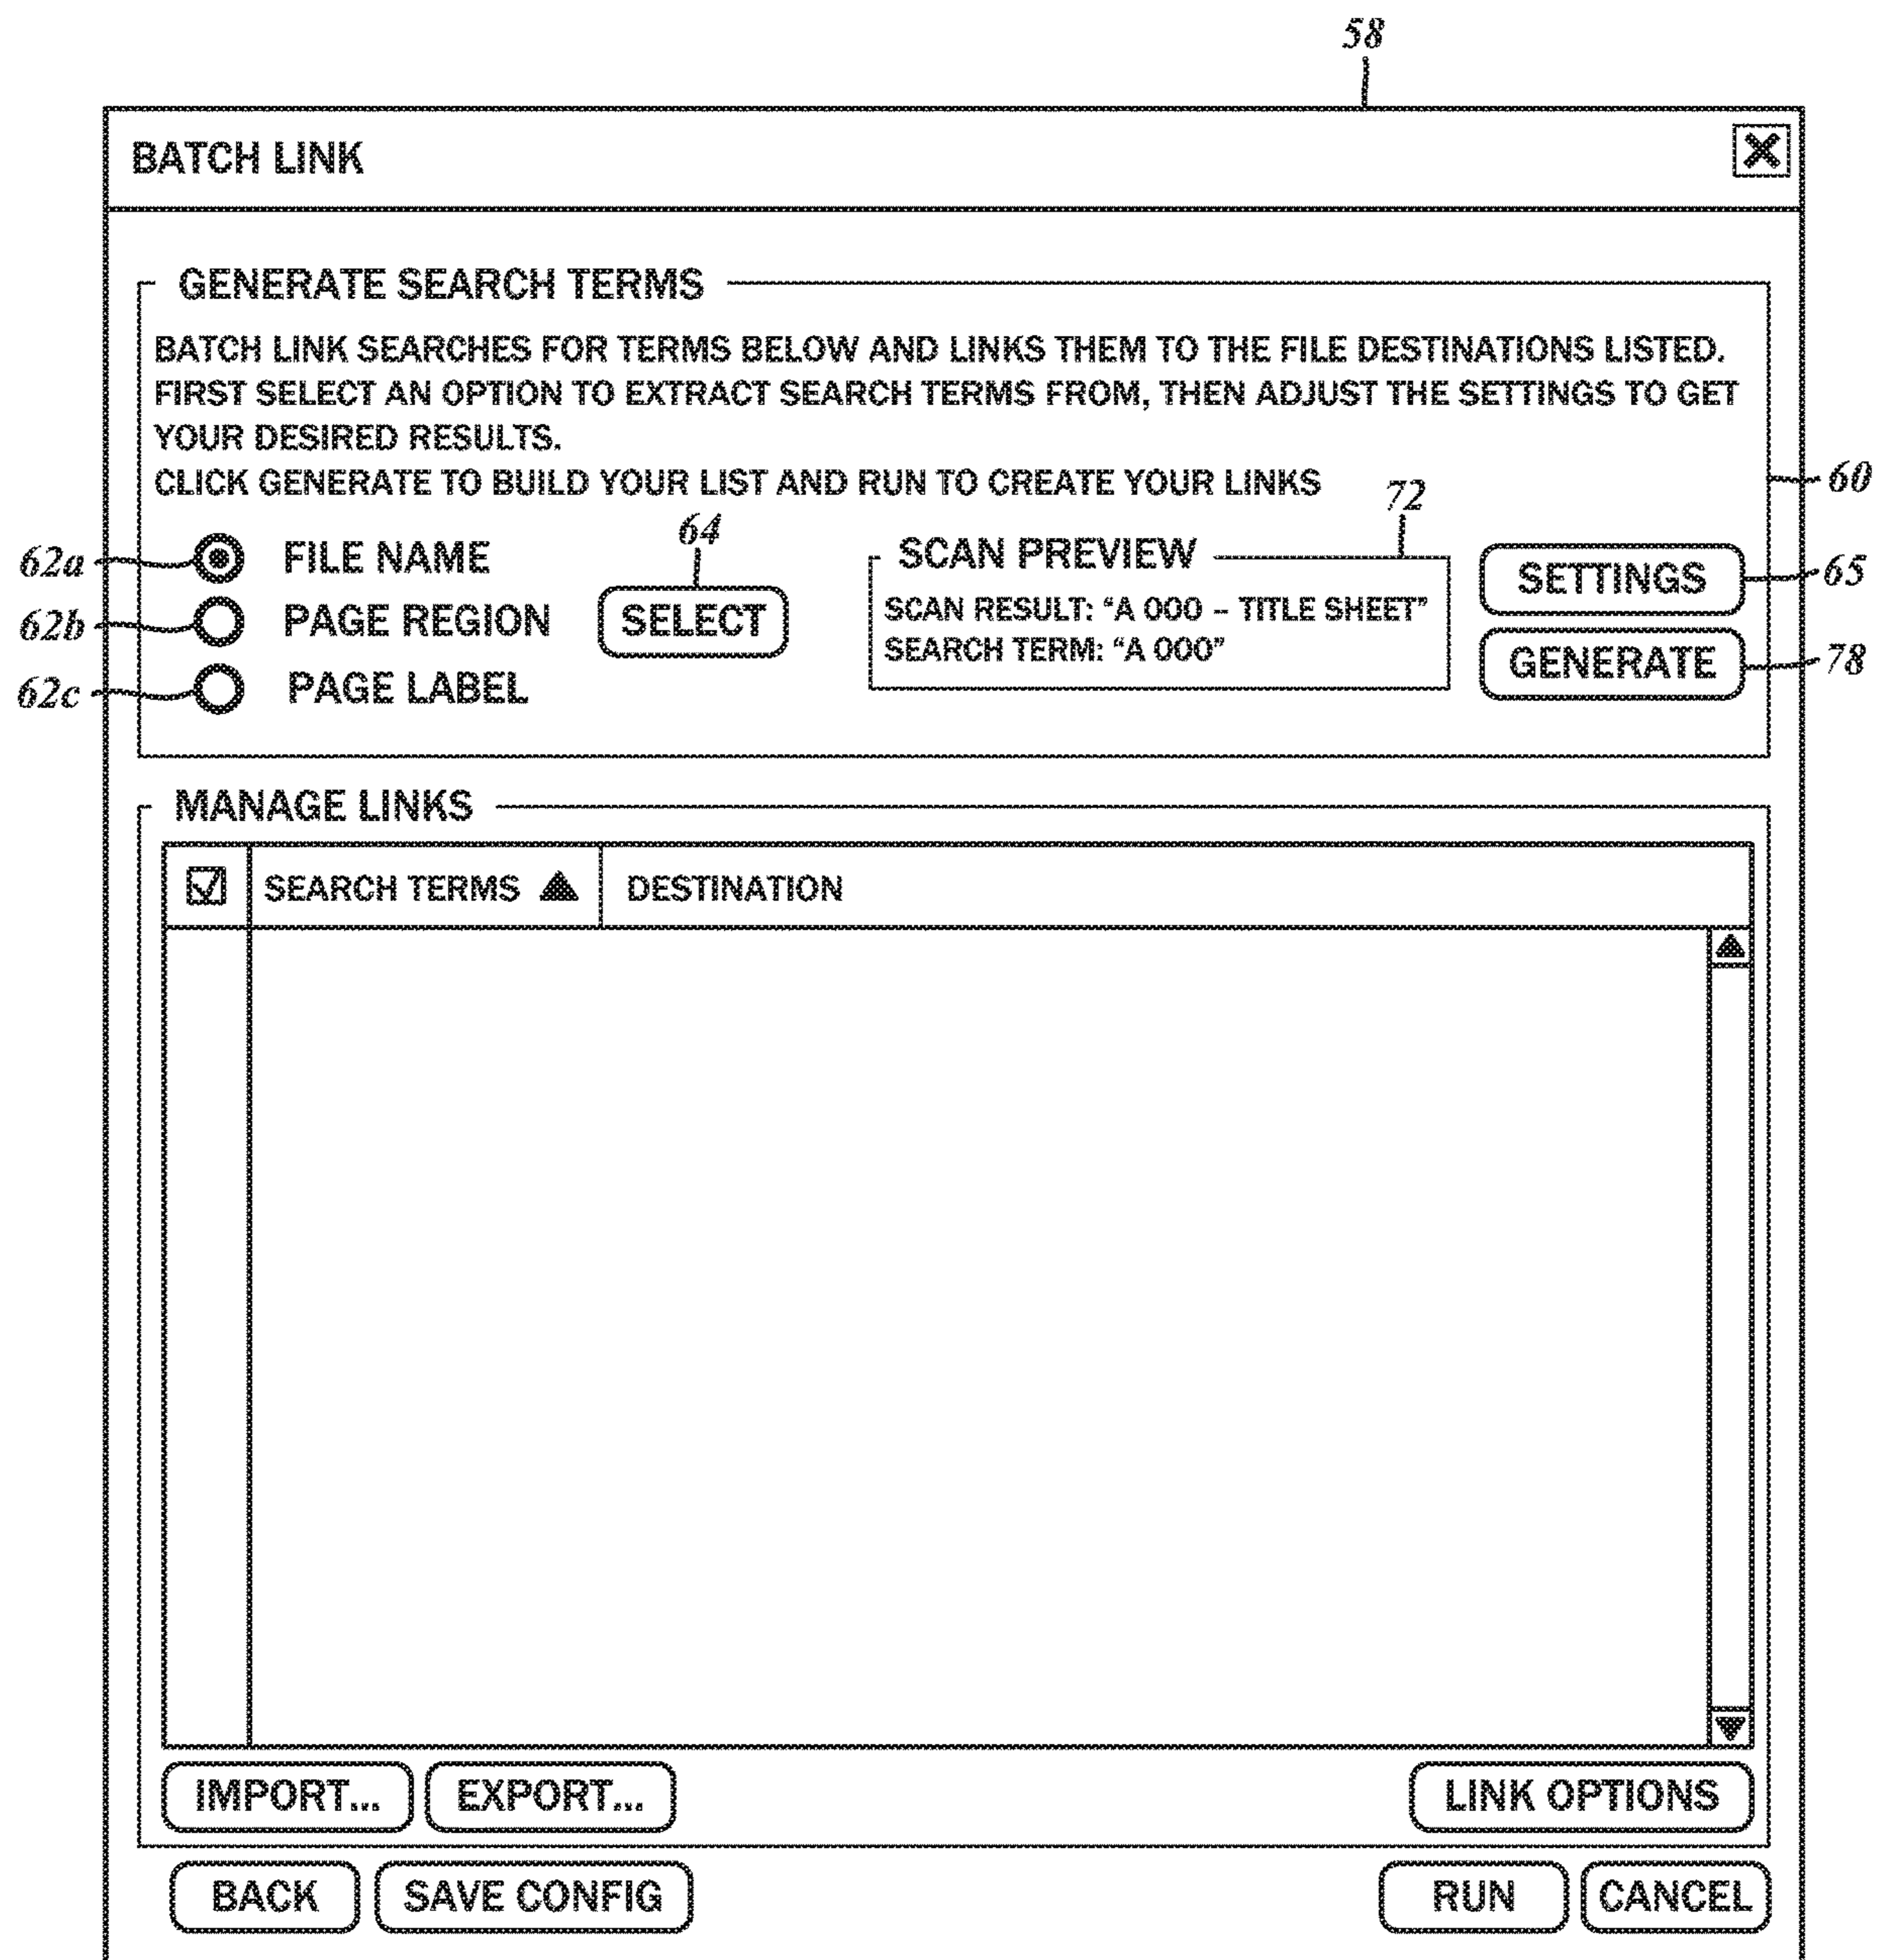 58
BATCH LINK
GENERATE SEARCH TERMS
BATCH LINK SEARCHES FOR TERMS BELOW AND LINKS THEM TO THE FILE DESTINATIONS LISTED.
FIRST SELECT AN OPTION TO EXTRACT SEARCH TERMS FROM, THEN ADJUST THE SETTINGS TO GET
YOUR DESIRED RESULTS.
CLICK GENERATE TO BUILD YOUR LIST AND RUN TO CREATE YOUR LINKS
60
72
64
62a
FILE NAME
62b
PAGE REGION
SELECT
62c
PAGE LABEL
SCAN PREVIEW
SCAN RESULT: “A 000 – TITLE SHEET”
SEARCH TERM: “A 000”
SETTINGS
65
GENERATE
78
MANAGE LINKS
SEARCH TERMS
DESTINATION
IMPORT...
EXPORT...
LINK OPTIONS
BACK
SAVE CONFIG
RUN
CANCEL